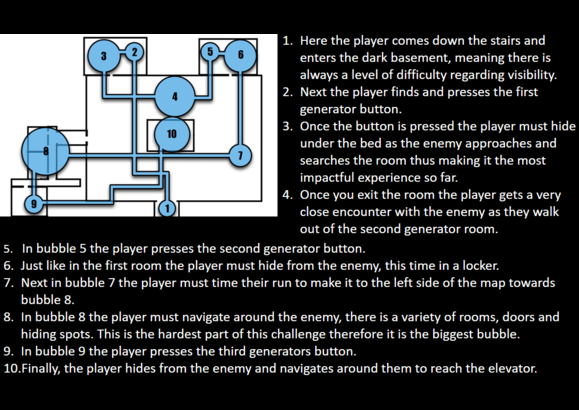 3
2
5
6
4
10
8
7
9
1
1. Here the player comes down the stairs and
enters the dark basement, meaning there is
always a level of difficulty regarding visibility.
2. Next the player finds and presses the first
generator button.
3. Once the button is pressed the player must hide
under the bed as the enemy approaches and
searches the room thus making it the most
impactful experience so far.
4. Once you exit the room the player gets a very
close encounter with the enemy as they walk
out of the second generator room.
5. In bubble 5 the player presses the second generator button.
6. Just like in the first room the player must hide from the enemy, this time in a locker.
7. Next in bubble 7 the player must time their run to make it to the left side of the map towards
bubble 8.
8. In bubble 8 the player must navigate around the enemy, there is a variety of rooms, doors and
hiding spots. This is the hardest part of this challenge therefore it is the biggest bubble.
9. In bubble 9 the player presses the third generators button.
10.Finally, the player hides from the enemy and navigates around them to reach the elevator.